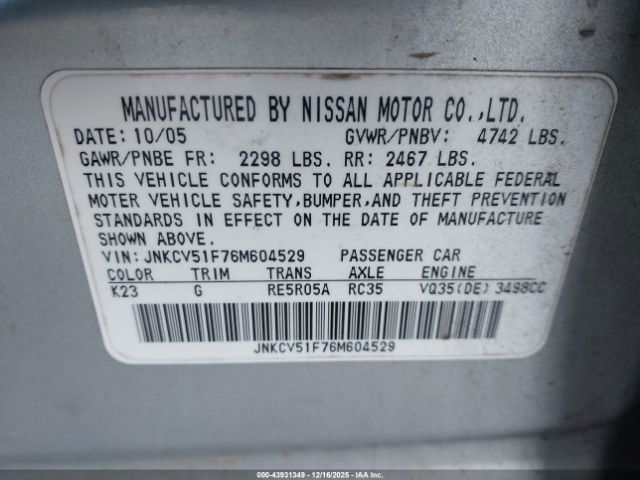 MANUFACTURED BY NISSAN MOTOR CO.,LTD.
DATE: 10/05 GVWR/PNBV: 4742 LBS.
GAWR/PNBE FR: 2298 LBS. RR: 2467 LBS.
THIS VEHICLE CONFORMS TO ALL APPLICABLE FEDERAL
MOTER VEHICLE SAFETY,BUMPER,AND THEFT PREVENTION
STANDARDS IN EFFECT ON THE DATE OF MANUFACTURE
SHOWN ABOVE.
VIN: JNKCV51F76M604529 PASSENGER CAR
COLOR TRIM TRANS AXLE ENGINE
K23 G RE5R05A RC35 VQ35(DE) 3498CC
JNKCV51F76M604529
000-43931349 - 12/16/2025 - IAA Inc.